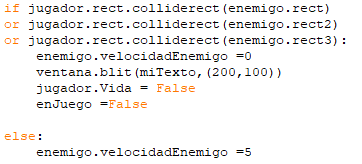 if jugador.rect.colliderect(enemigo.rect)
or jugador.rect.colliderect(enemigo.rect2)
or jugador.rect.colliderect(enemigo.rect3):
    enemigo.velocidadEnemigo =0
    ventana.blit(miTexto,(200,100))
    jugador.Vida = False
    enJuego =False
else:
    enemigo.velocidadEnemigo =5